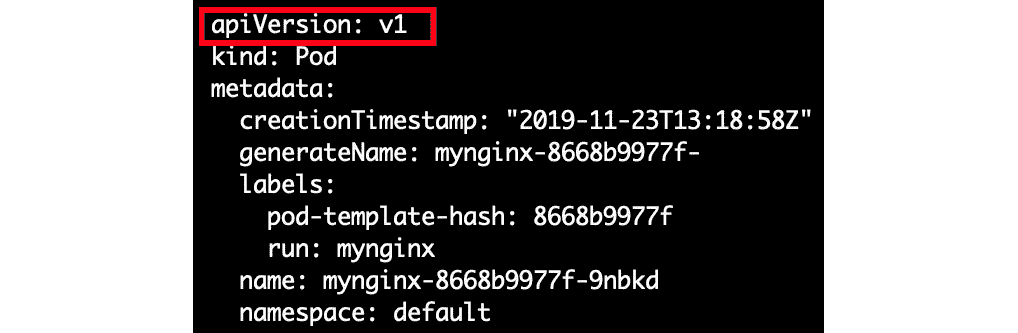 apiVersion: v1
kind: Pod
metadata:
  creationTimestamp: "2019-11-23T13:18:58Z"
  generateName: mynginx-8668b9977f-
  labels:
    pod-template-hash: 8668b9977f
    run: mynginx
  name: mynginx-8668b9977f-9nbkd
  namespace: default